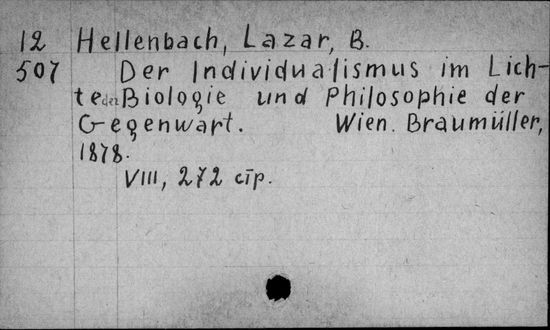 12 Hellenbach, Lazar, B.
507 Der Individualismus im Lich-
te der Biologie und Philosophie der
Gegenwart. Wien. Braumüller,
1878.
VIII, 272 стр.